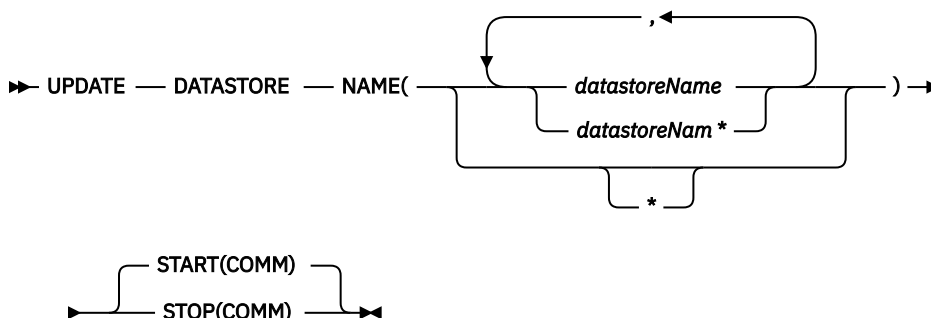 ,
UPDATE DATASTORE NAME( datastoreName )
datastoreNam *
*
START(COMM)
STOP(COMM)